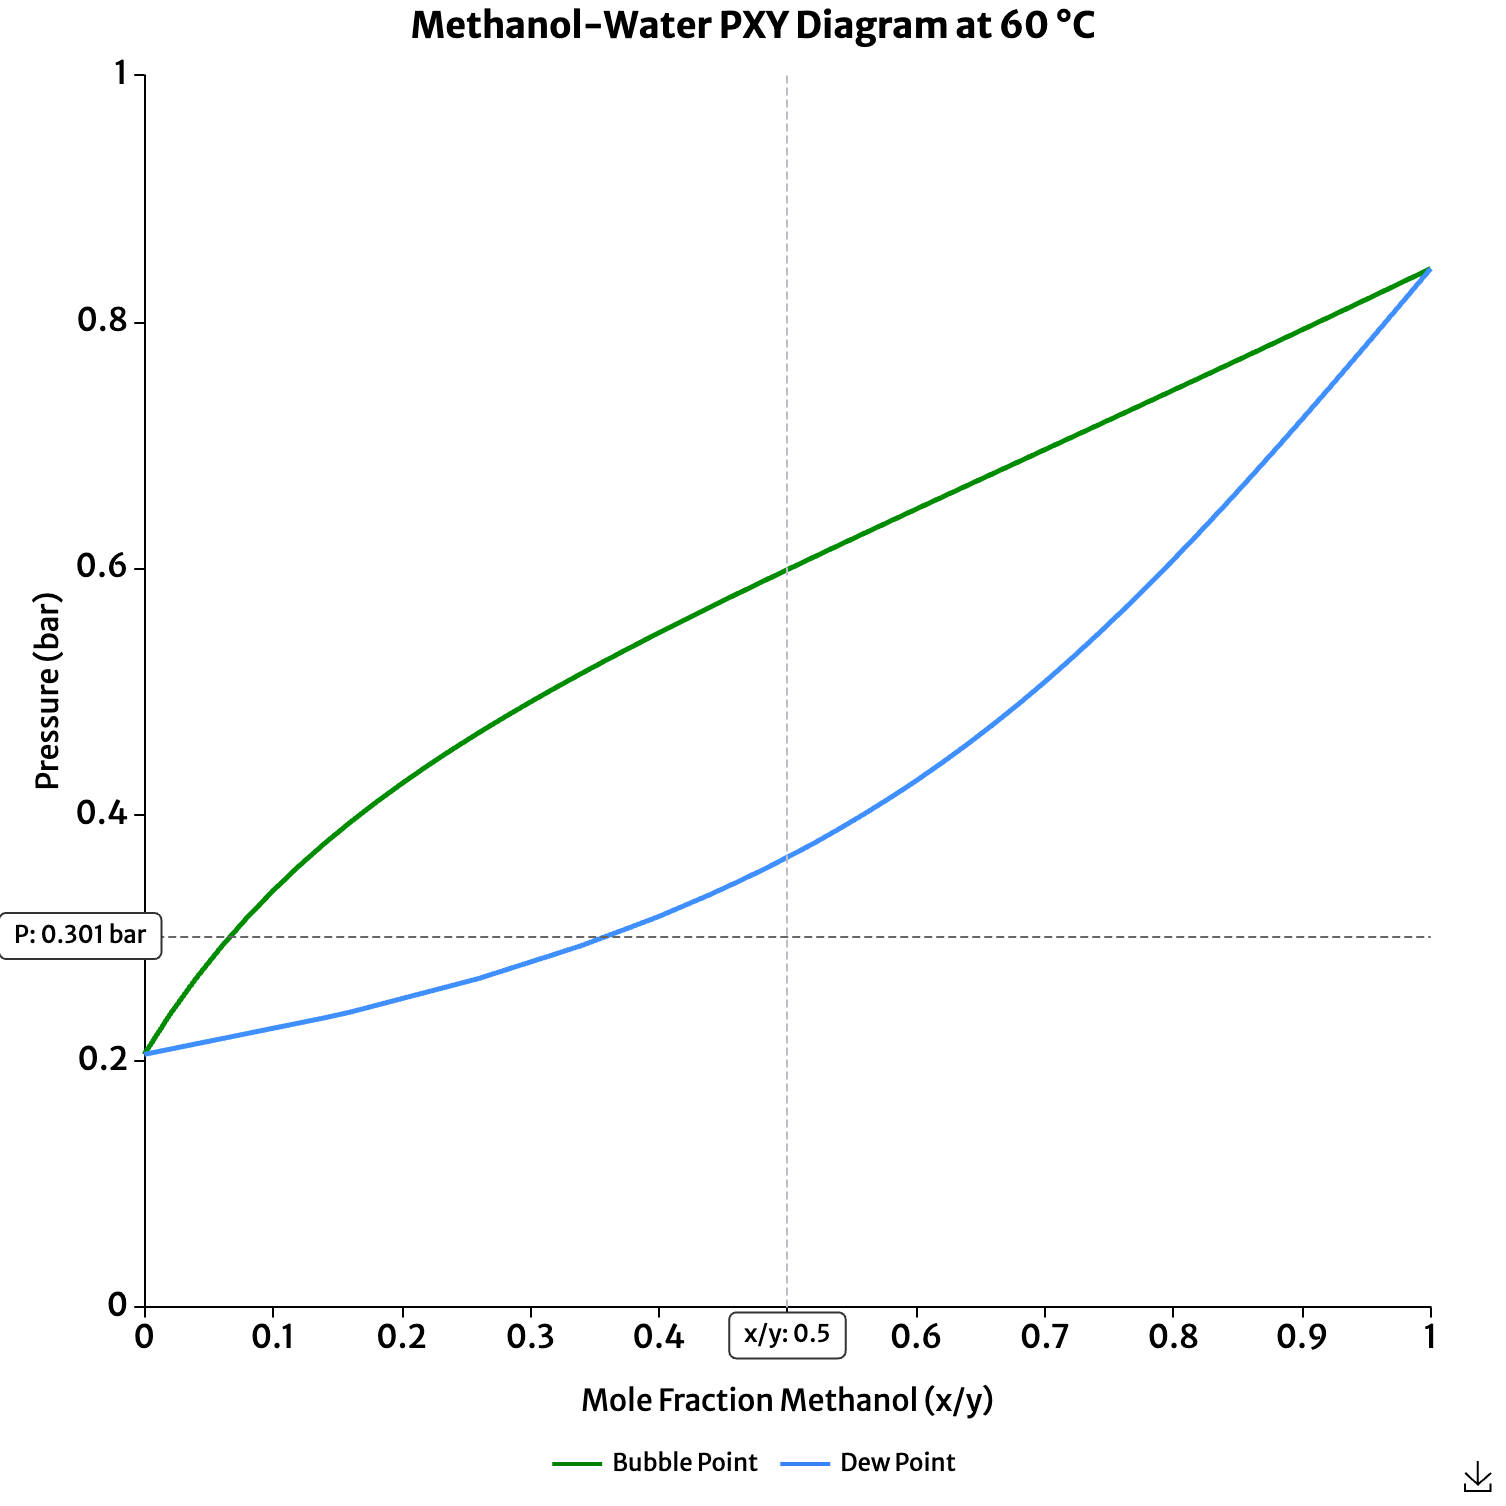 Methanol-Water PXY Diagram at 60 °C
1
0.8
0.6
0.4
0.2
0
Pressure (bar)
P: 0.301 bar
0 0.1 0.2 0.3 0.4 x/y: 0.5 0.6 0.7 0.8 0.9 1
Mole Fraction Methanol (x/y)
Bubble Point Dew Point